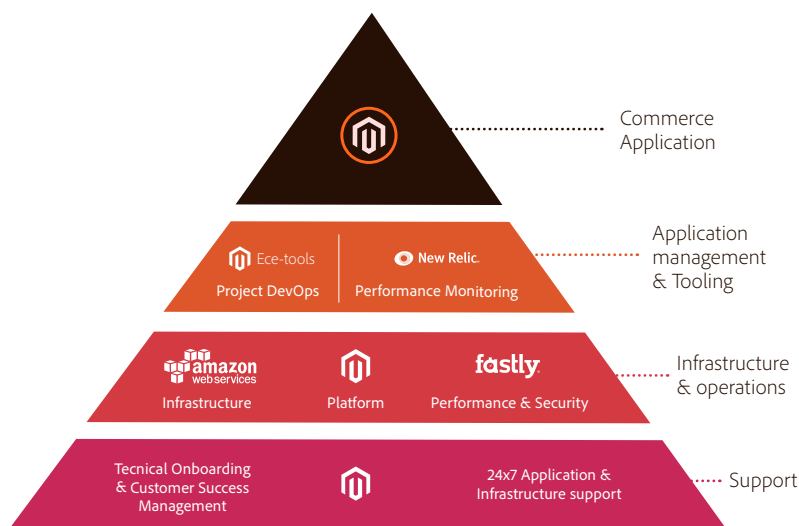 Commerce
Application
Ece-tools
New Relic.
Project DevOps
Performance Monitoring
Application
management
& Tooling
amazon
webservices
fastly
Infrastructure
Platform
Performance & Security
Infrastructure
& operations
Tecnical Onboarding
& Customer Success
Management
24x7 Application &
Infrastructure support
Support